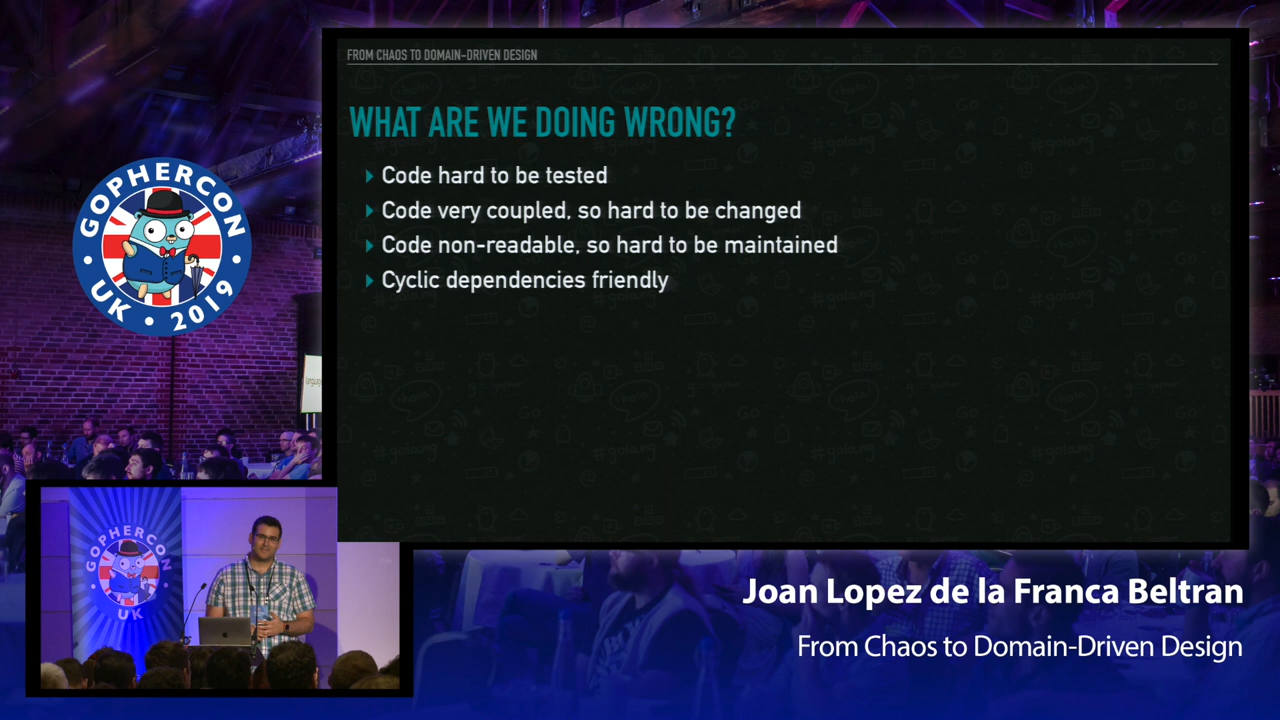 FROM CHAOS TO DOMAIN-DRIVEN DESIGN
WHAT ARE WE DOING WRONG?
Code hard to be tested
Code very coupled, so hard to be changed
Code non-readable, so hard to be maintained
Cyclic dependencies friendly
GOPHERCON
UK • 2019
GOPHERCON
UK
Joan Lopez de la Franca Beltran
From Chaos to Domain-Driven Design